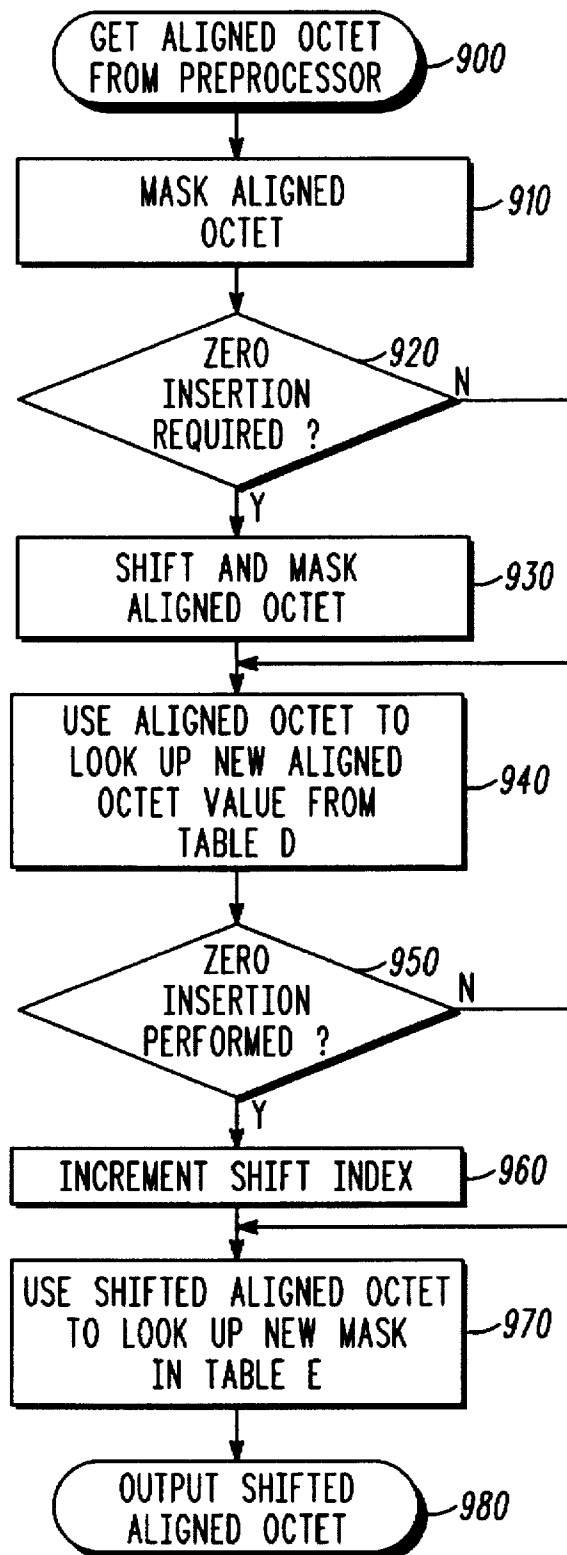 GET ALIGNED OCTET
FROM PREPROCESSOR
900
MASK ALIGNED
OCTET
910
ZERO
INSERTION
REQUIRED ?
920
N
Y
SHIFT AND MASK
ALIGNED OCTET
930
USE ALIGNED OCTET TO
LOOK UP NEW ALIGNED
OCTET VALUE FROM
TABLE D
940
ZERO
INSERTION
PERFORMED ?
950
N
Y
INCREMENT SHIFT INDEX
960
USE SHIFTED ALIGNED OCTET
TO LOOK UP NEW MASK
IN TABLE E
970
OUTPUT SHIFTED
ALIGNED OCTET
980